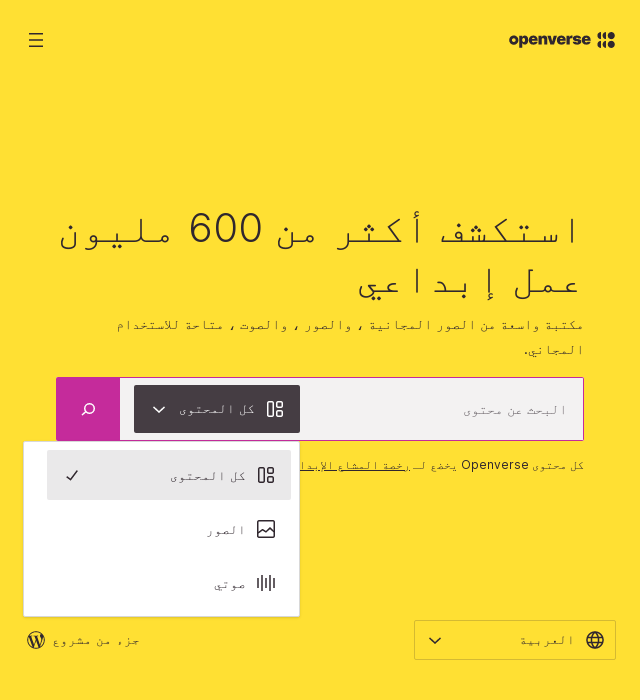 openverse
استكشف أكثر من 600 مليون
عمل إبداعي
مكتبة واسعة من الصور المجانية ، والصور ، والصوت ، متاحة للاستخدام
المجاني.
البحث عن محتوى
كل المحتوى
كل محتوى Openverse يخضع لـ رخصة المشاع
كل المحتوى
الصور
صوتي
العربية
جزء من مشروع